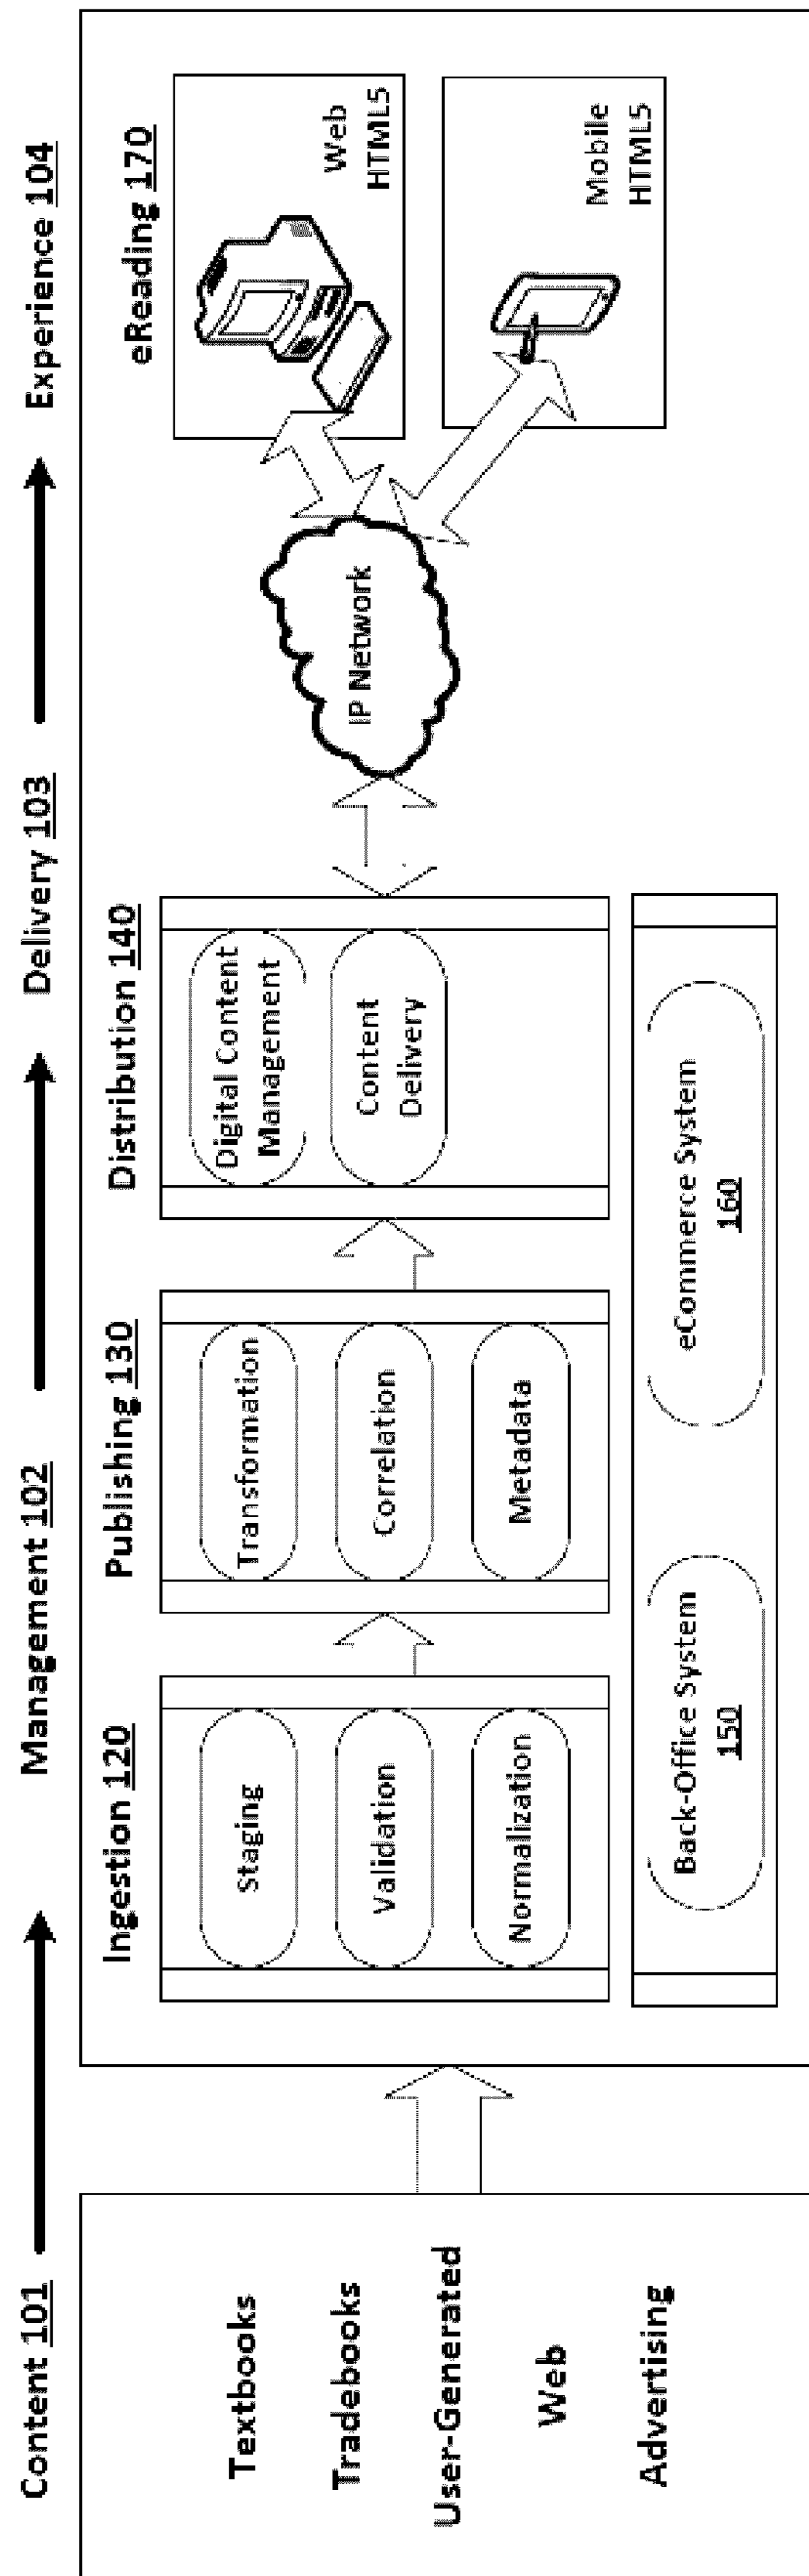 Content 101
Management 102
Delivery 103
Experience 104
Textbooks
Tradebooks
User-Generated
Web
Advertising
Ingestion 120
Staging
Validation
Normalization
Publishing 130
Transformation
Correlation
Metadata
Distribution 140
Digital Content
Management
Content
Delivery
Back-Office System
150
eCommerce System
160
IP Network
eReading 170
Web
HTML5
Mobile
HTML5